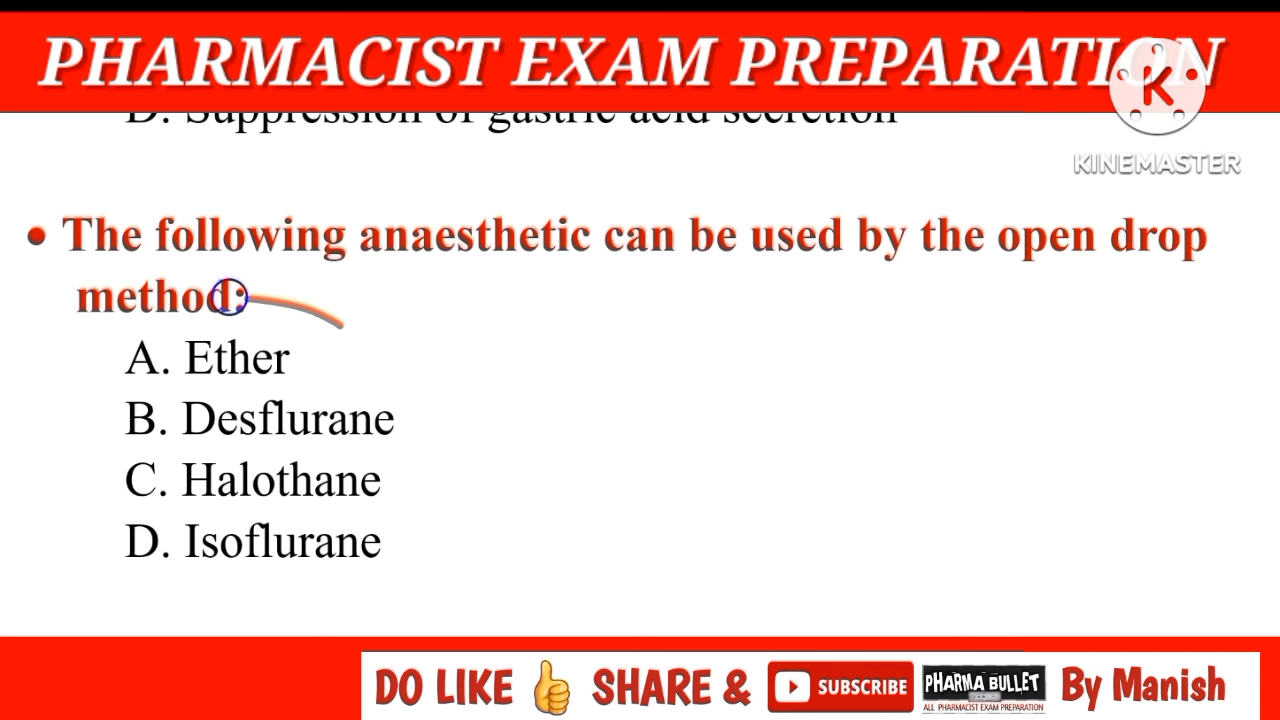 PHARMACIST EXAM PREPARATION
D. Suppression of gastric acid secretion
KINEMASTER
• The following anaesthetic can be used by the open drop
method:
A. Ether
B. Desflurane
C. Halothane
D. Isoflurane
DO LIKE 👍 SHARE & SUBSCRIBE PHARMA BULLET By Manish
ALL PHARMACIST EXAM PREPARATION